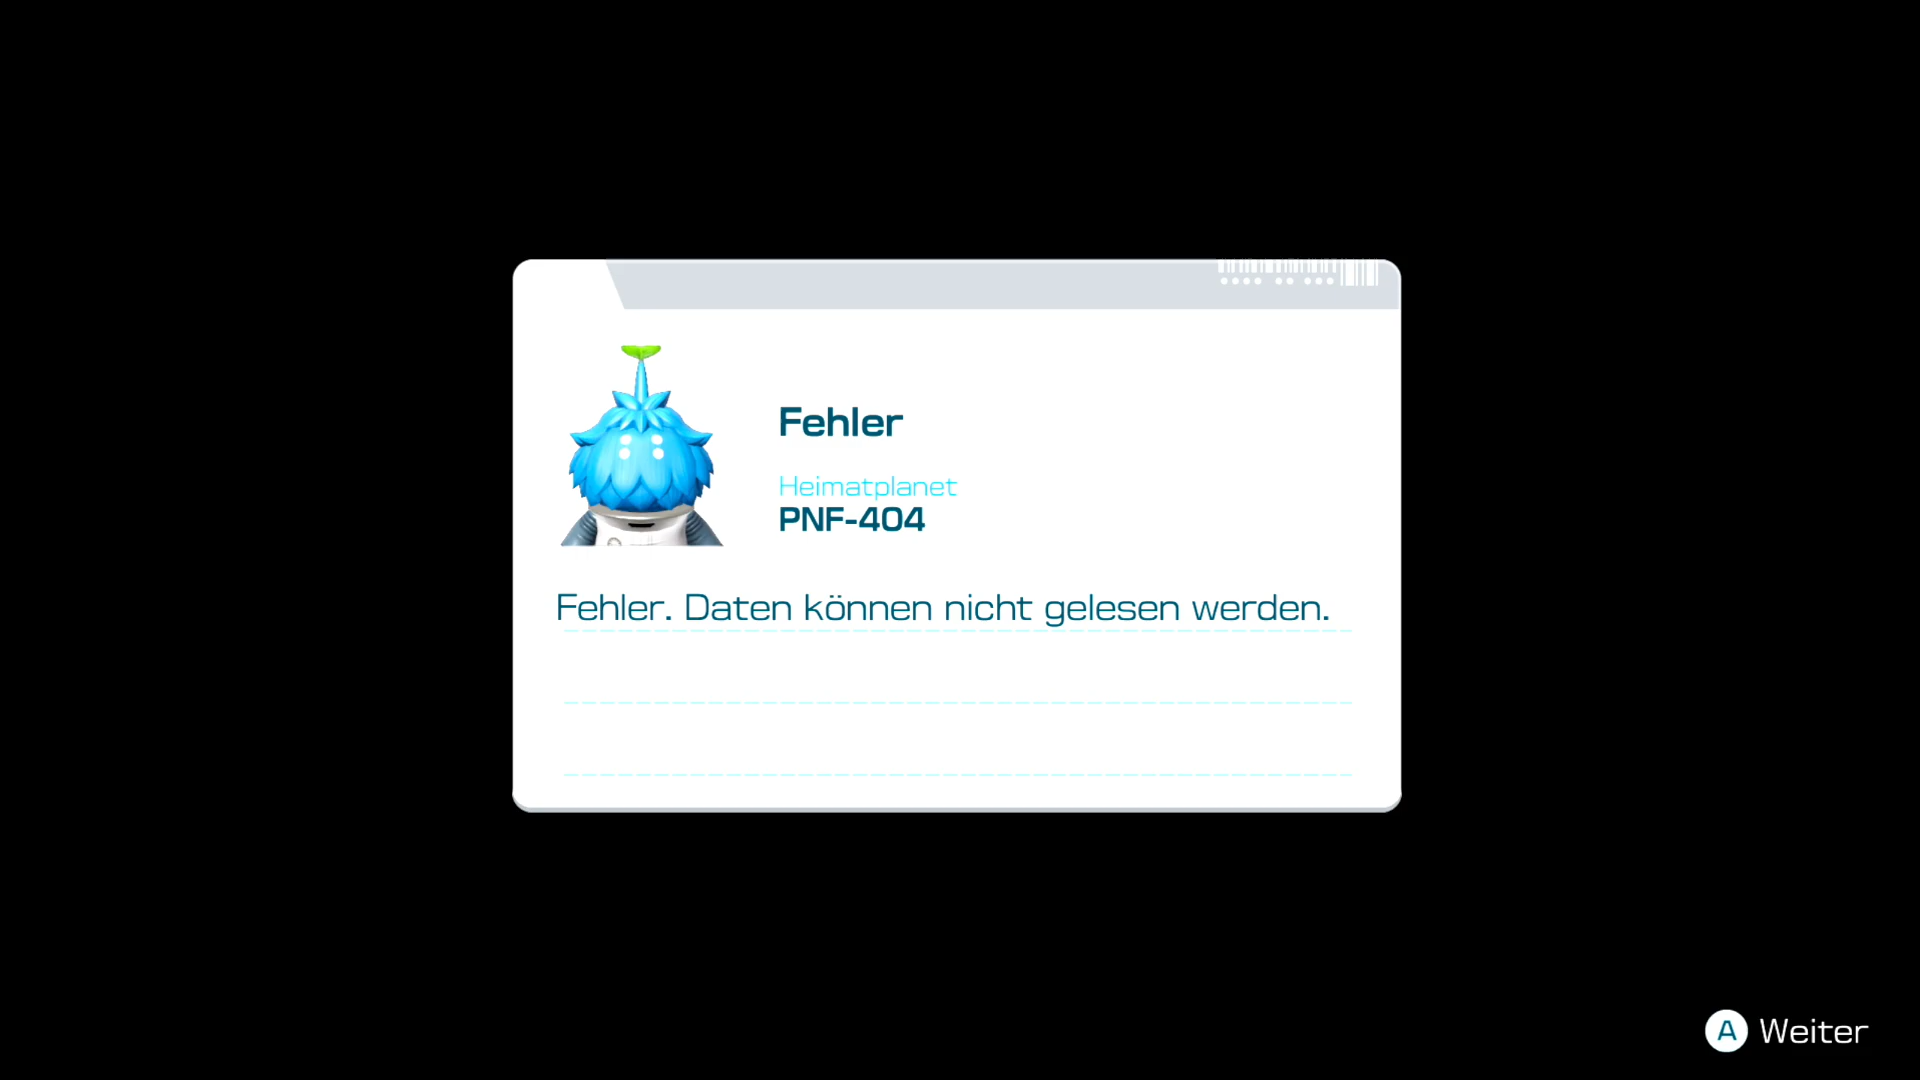 Fehler
Heimatplanet
PNF-404
Fehler. Daten können nicht gelesen werden.
A Weiter